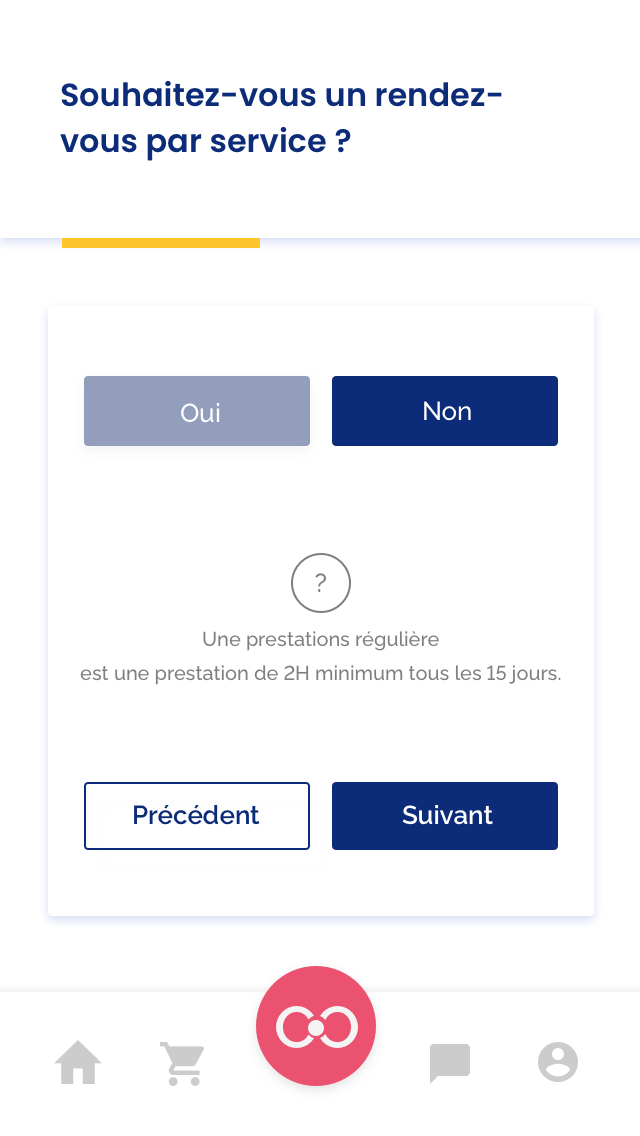 Souhaitez-vous un rendez-
vous par service ?
Oui
Non
?
Une prestations régulière
est une prestation de 2H minimum tous les 15 jours.
Précédent
Suivant